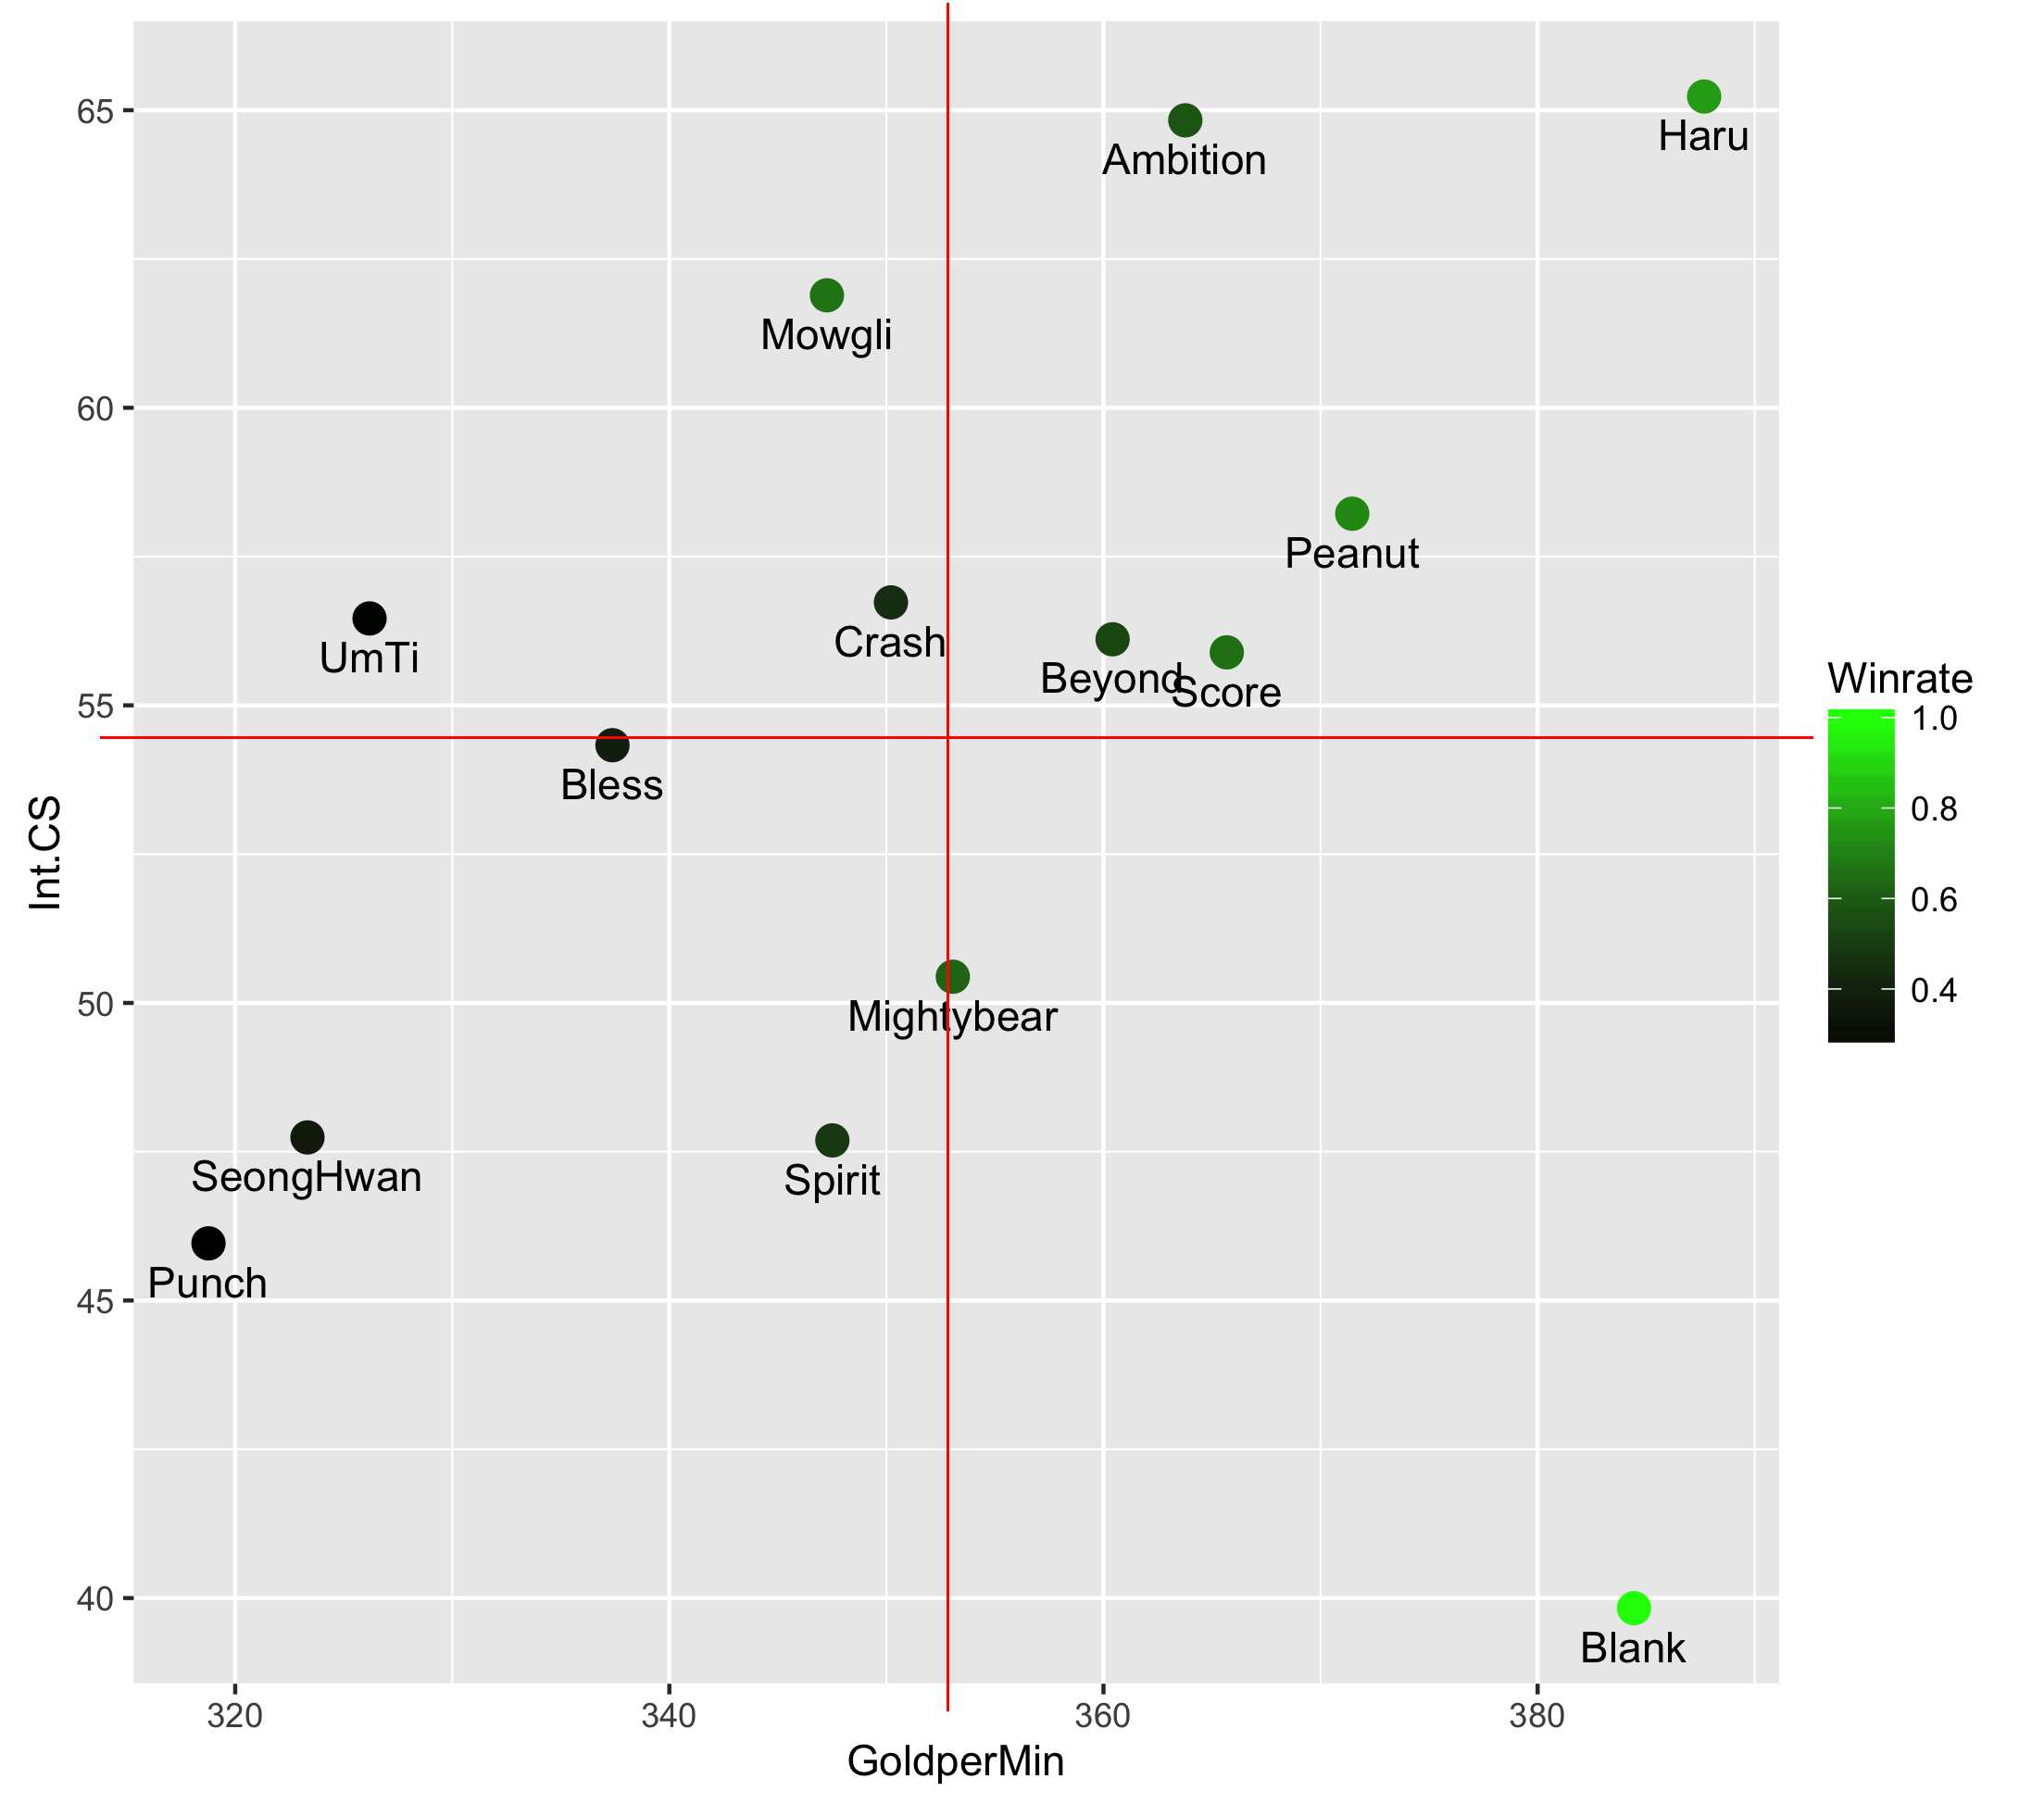 65
60
55
50
45
40
Int.CS
Haru
Ambition
Mowgli
Peanut
Crash
UmTi
Beyond
Score
Bless
Mightybear
SeongHwan
Spirit
Punch
Blank
320
340
360
380
GoldperMin
Winrate
1.0
0.8
0.6
0.4